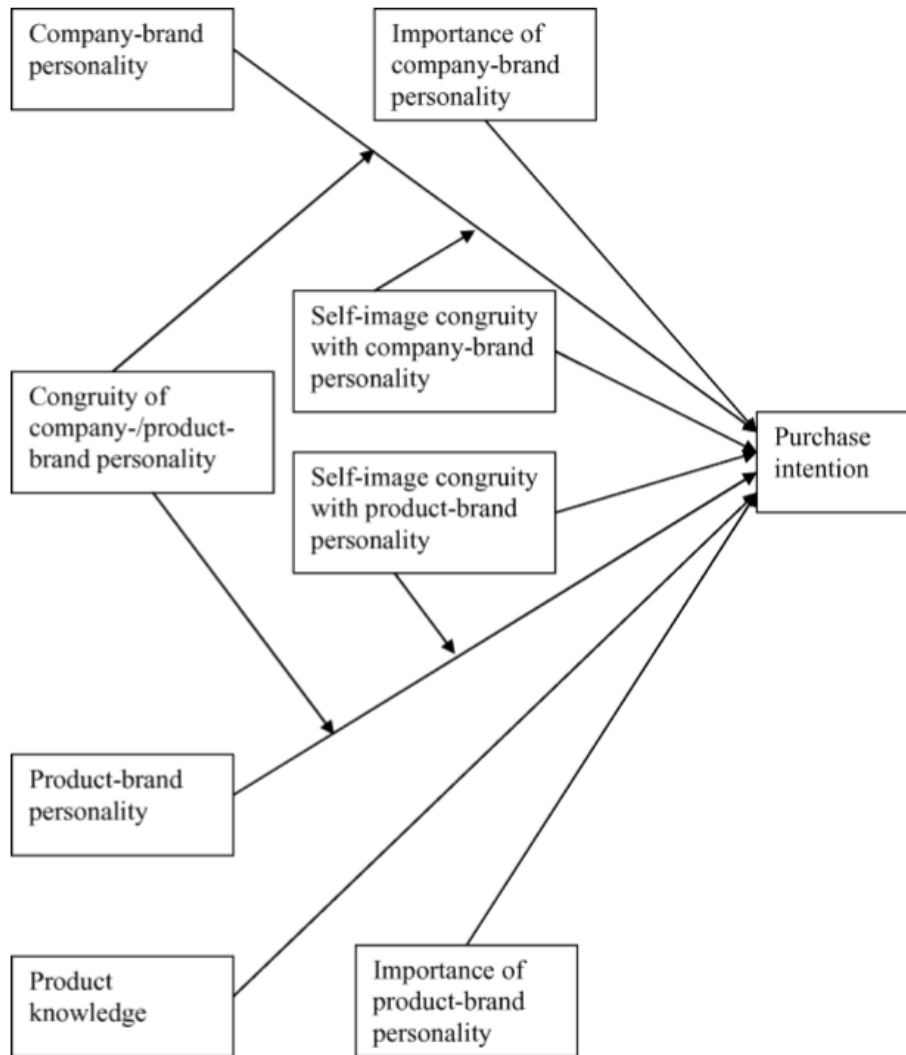 Company-brand
personality
Importance of
company-brand
personality
Self-image congruity
with company-brand
personality
Congruity of
company-/product-
brand personality
Purchase
intention
Self-image congruity
with product-brand
personality
Product-brand
personality
Product
knowledge
Importance of
product-brand
personality